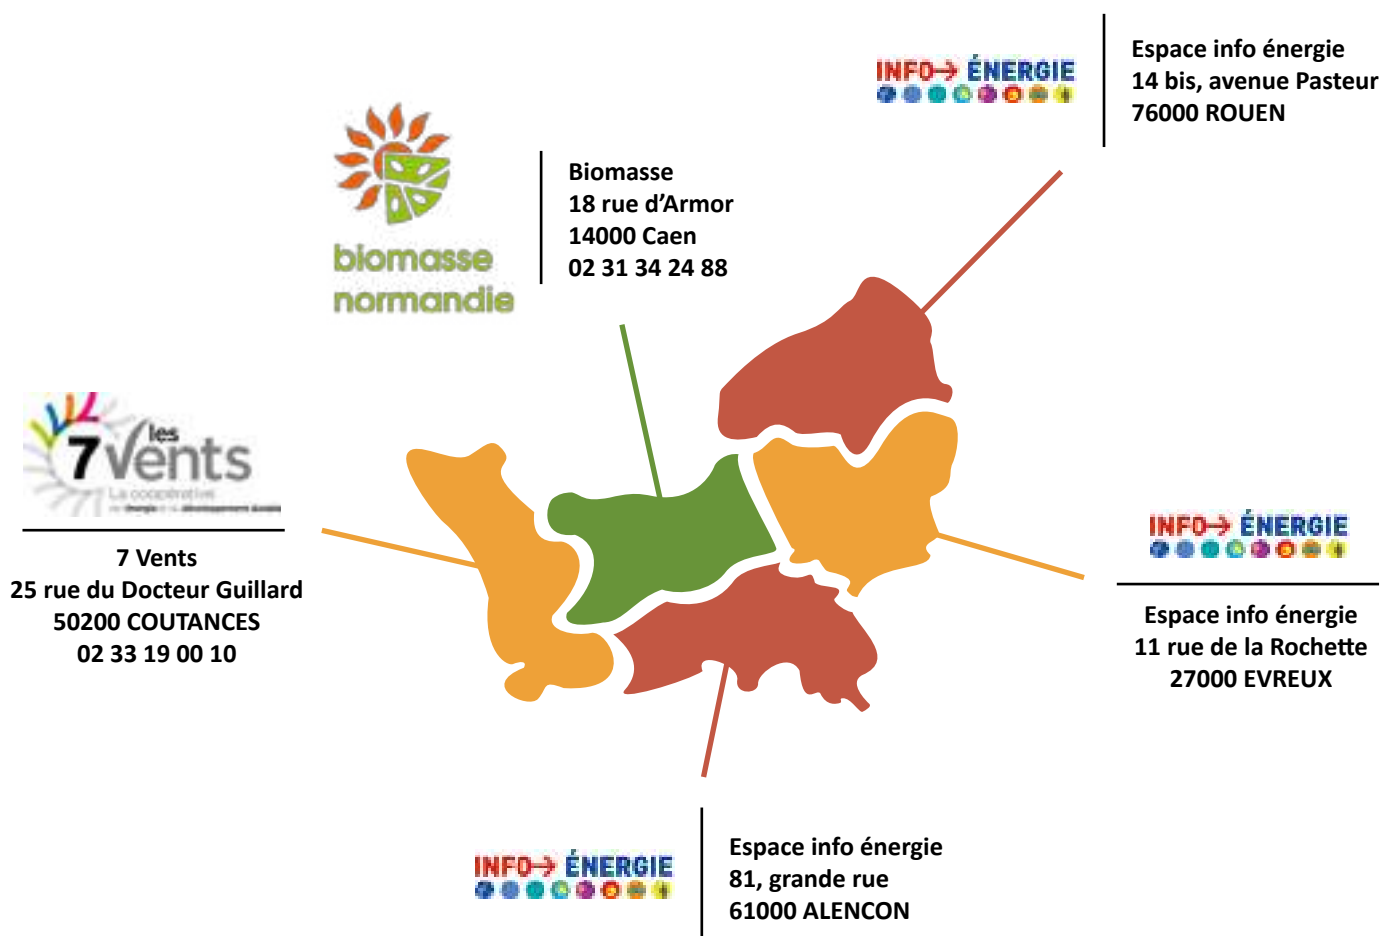 INFO→ ÉNERGIE
Espace info énergie
14 bis, avenue Pasteur
76000 ROUEN
biomasse
normandie
Biomasse
18 rue d’Armor
14000 Caen
02 31 34 24 88
les
7 Vents
La coopérative
7 Vents
25 rue du Docteur Guillard
50200 COUTANCES
02 33 19 00 10
INFO→ ÉNERGIE
Espace info énergie
11 rue de la Rochette
27000 EVREUX
INFO→ ÉNERGIE
Espace info énergie
81, grande rue
61000 ALENCON